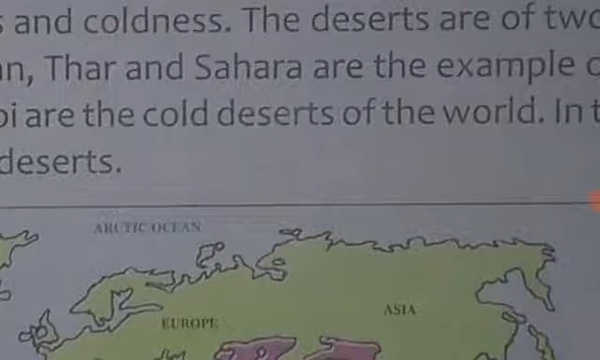 and coldness. The deserts are of two
Thar and Sahara are the example
are the cold deserts of the world. In
deserts.
ARCTIC OCEAN
EUROPE
ASIA